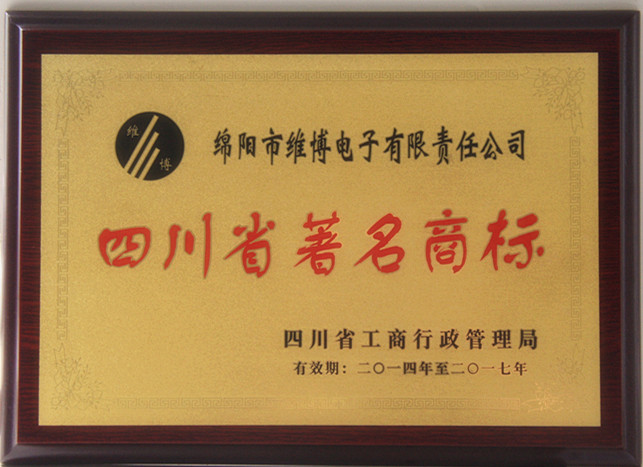 维
博
绵阳市维博电子有限责任公司
四川省著名商标
四川省工商行政管理局
有效期：二〇一四年至二〇一七年